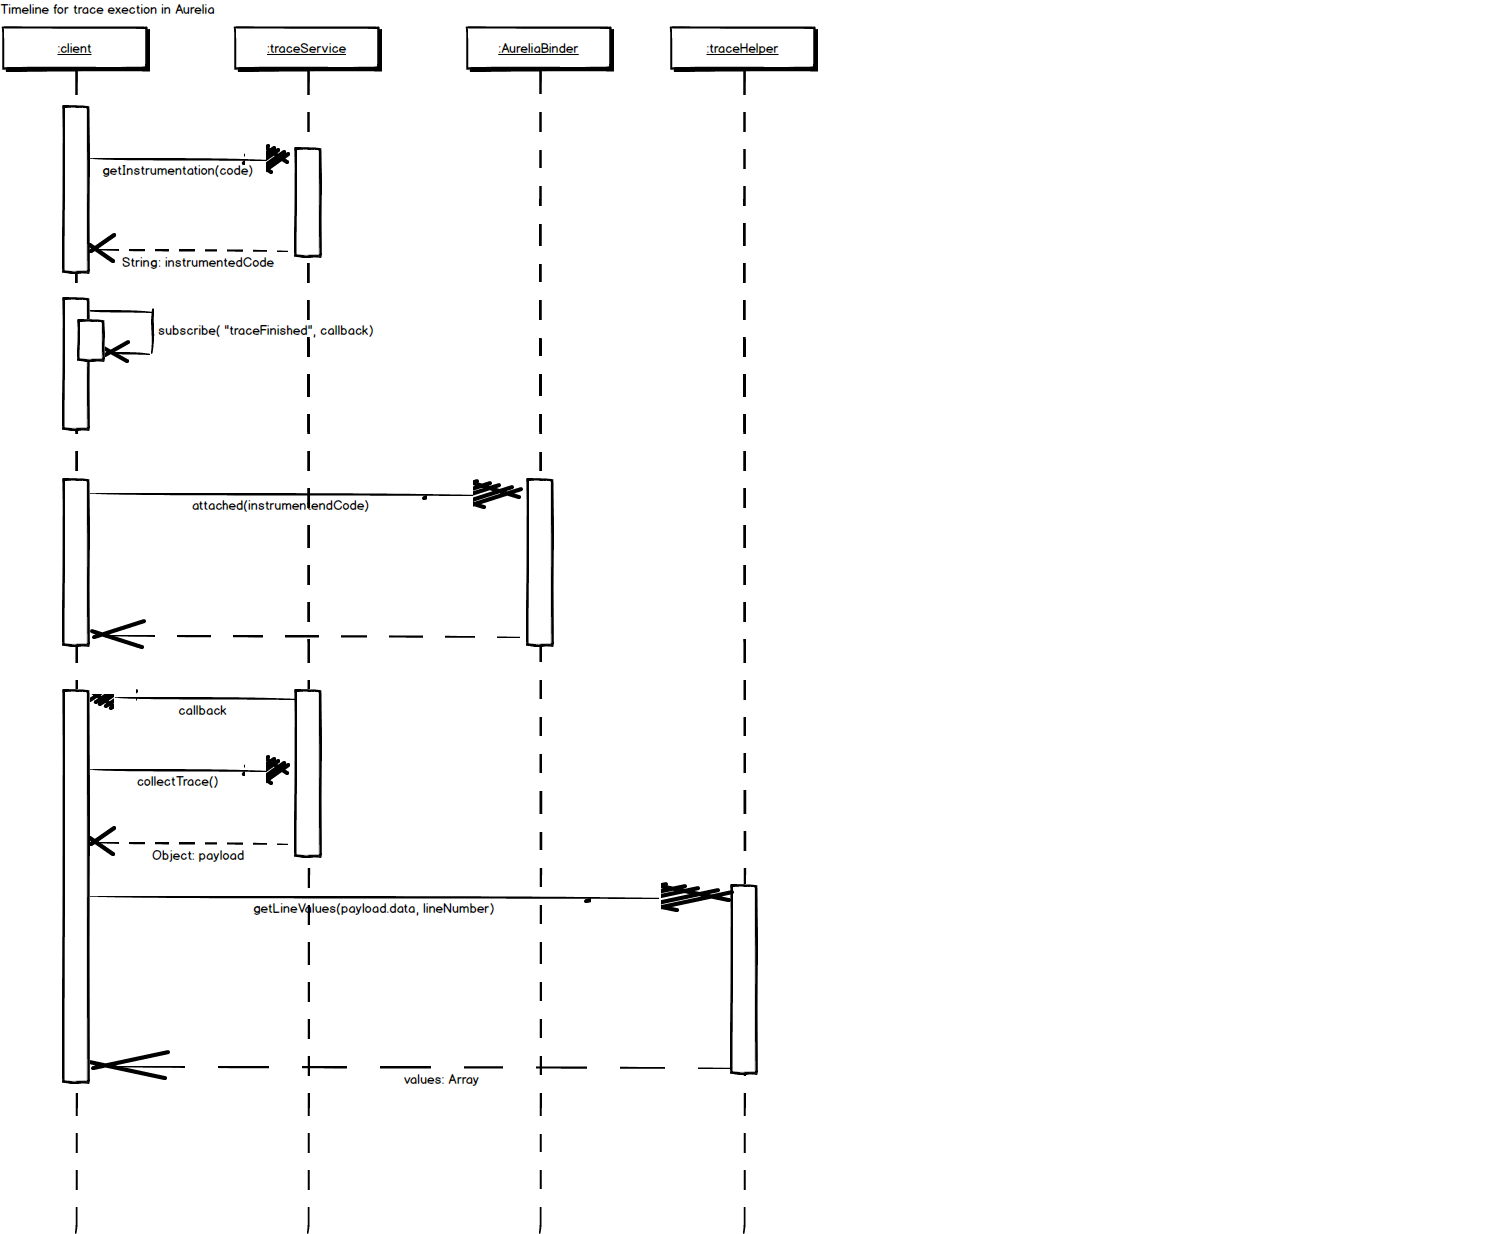 Timeline for trace exection in Aurelia
:client
:traceService
:AureliaBinder
:traceHelper
getInstrumentation(code)
String: instrumentedCode
subscribe( "traceFinished", callback)
attached(instrumentendCode)
callback
collectTrace()
Object: payload
getLineValues(payload.data, lineNumber)
values: Array